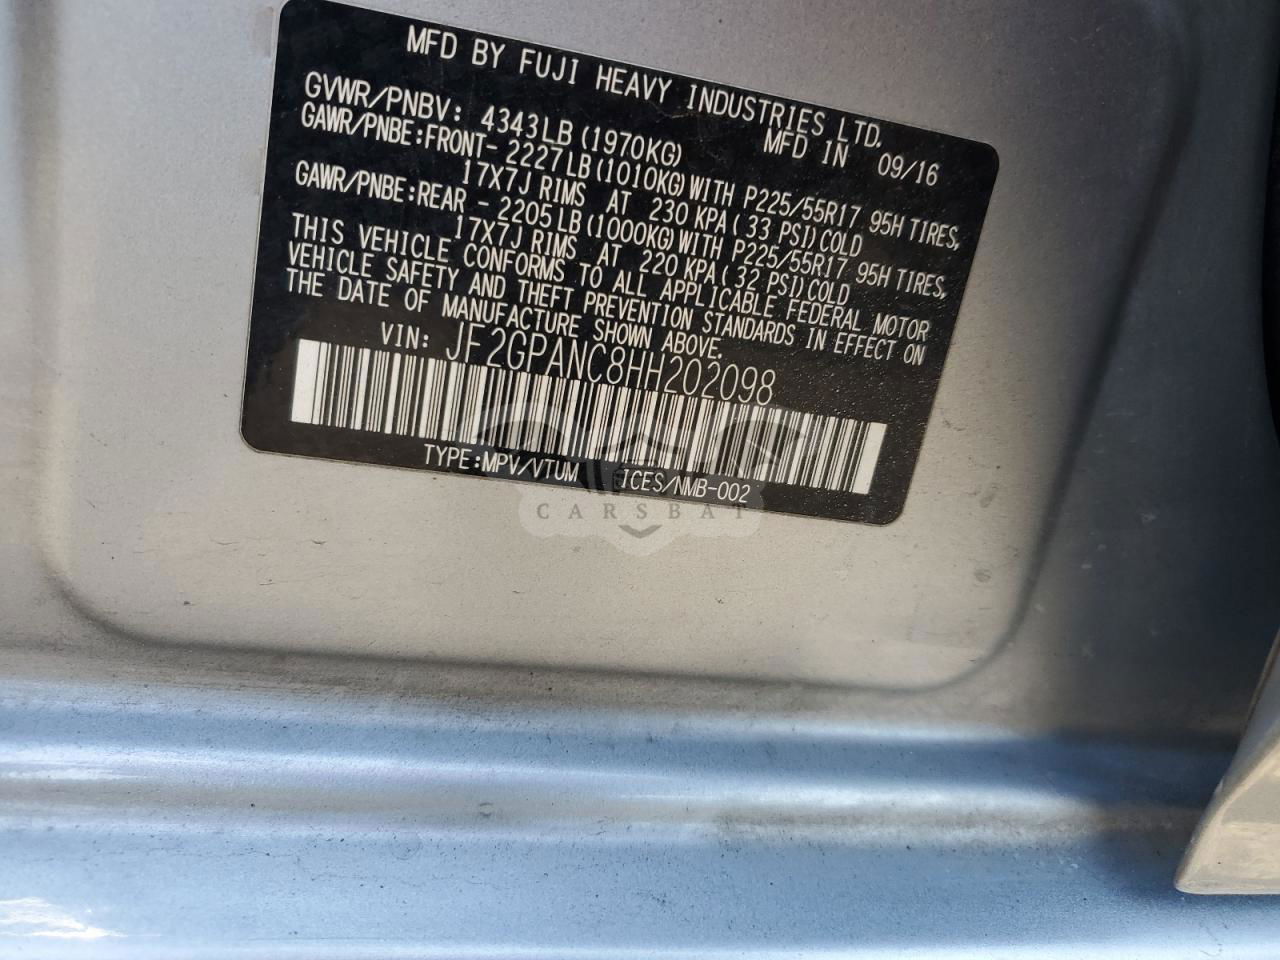 MFD BY FUJI HEAVY INDUSTRIES LTD.
MFD IN 09/16
GVWR/PNBV: 4343LB (1970KG)
GAWR/PNBE:FRONT- 2227LB (1010KG) WITH P225/55R17 95H TIRES,
17X7J RIMS AT 230 KPA ( 33 PSI) COLD
GAWR/PNBE:REAR - 2205LB (1000KG) WITH P225/55R17 95H TIRES,
17X7J RIMS AT 220 KPA ( 32 PSI) COLD
THIS VEHICLE CONFORMS TO ALL APPLICABLE FEDERAL MOTOR
VEHICLE SAFETY AND THEFT PREVENTION STANDARDS IN EFFECT ON
THE DATE OF MANUFACTURE SHOWN ABOVE.
VIN: JF2GPANC8HH202098
TYPE:MPV/VTUM ICES/NMB-002
CARSBAT